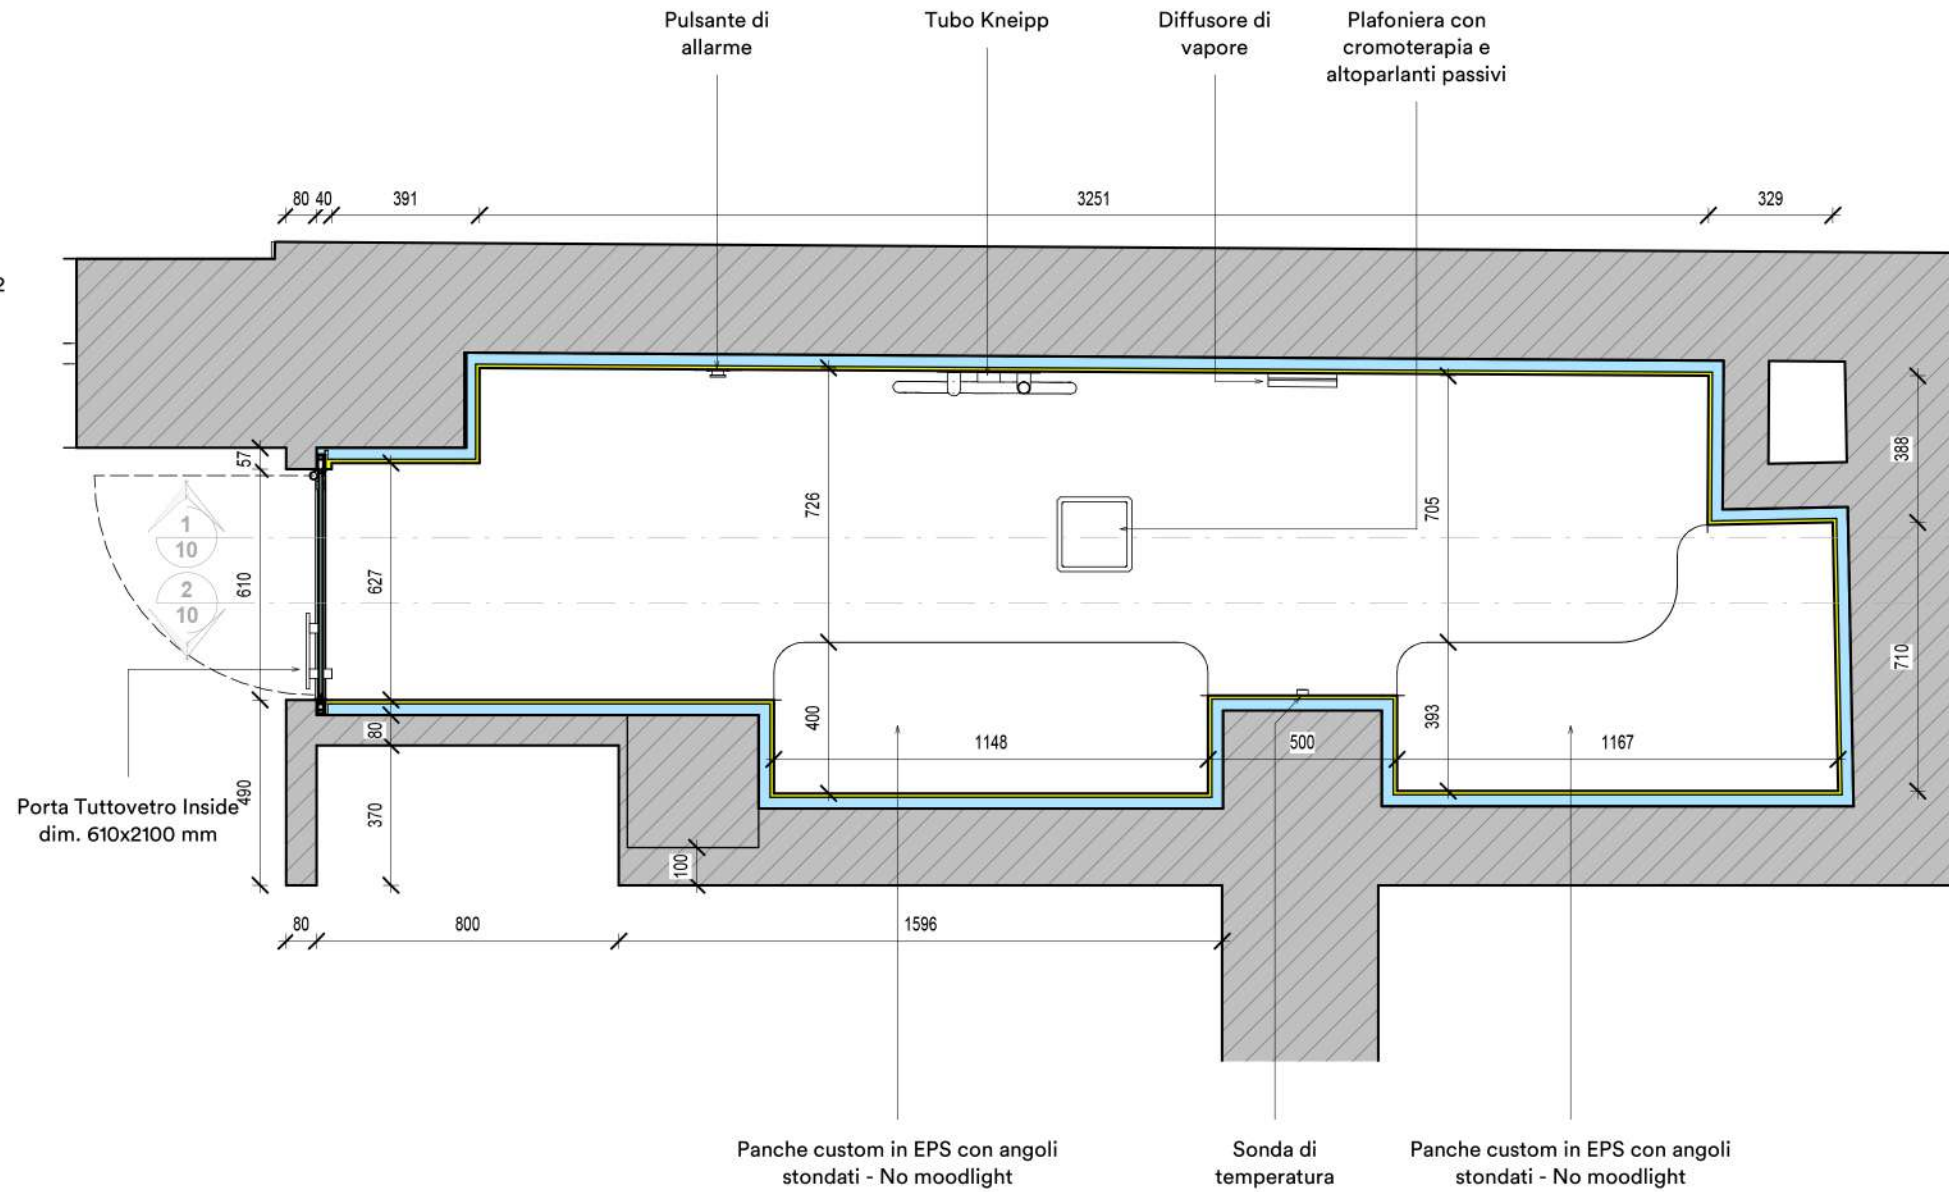 Pulsante di
allarme
Tubo Kneipp
Diffusore di
vapore
Plafoniera con
cromoterapia e
altoparlanti passivi
80 40 391 3251 329
2
57
610
490
1
10
2
10
627
80
370
726
400
705
393
388
710
1148
500
1167
100
Porta Tuttovetro Inside
dim. 610x2100 mm
80 800 1596
Panche custom in EPS con angoli
stondati - No moodlight
Sonda di
temperatura
Panche custom in EPS con angoli
stondati - No moodlight